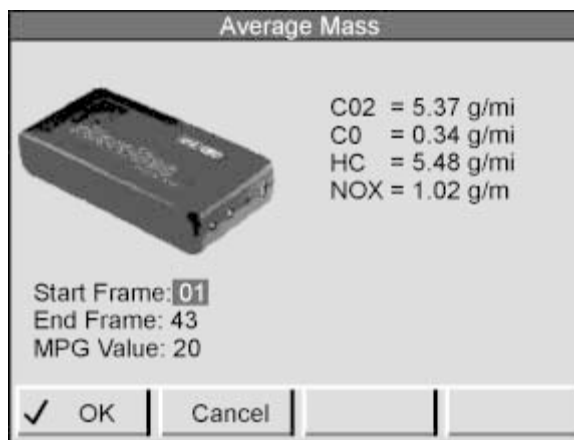 Average Mass
C02 = 5.37 g/mi
C0 = 0.34 g/mi
HC = 5.48 g/mi
NOX = 1.02 g/m
Start Frame: 01
End Frame: 43
MPG Value: 20
✓ OK
Cancel